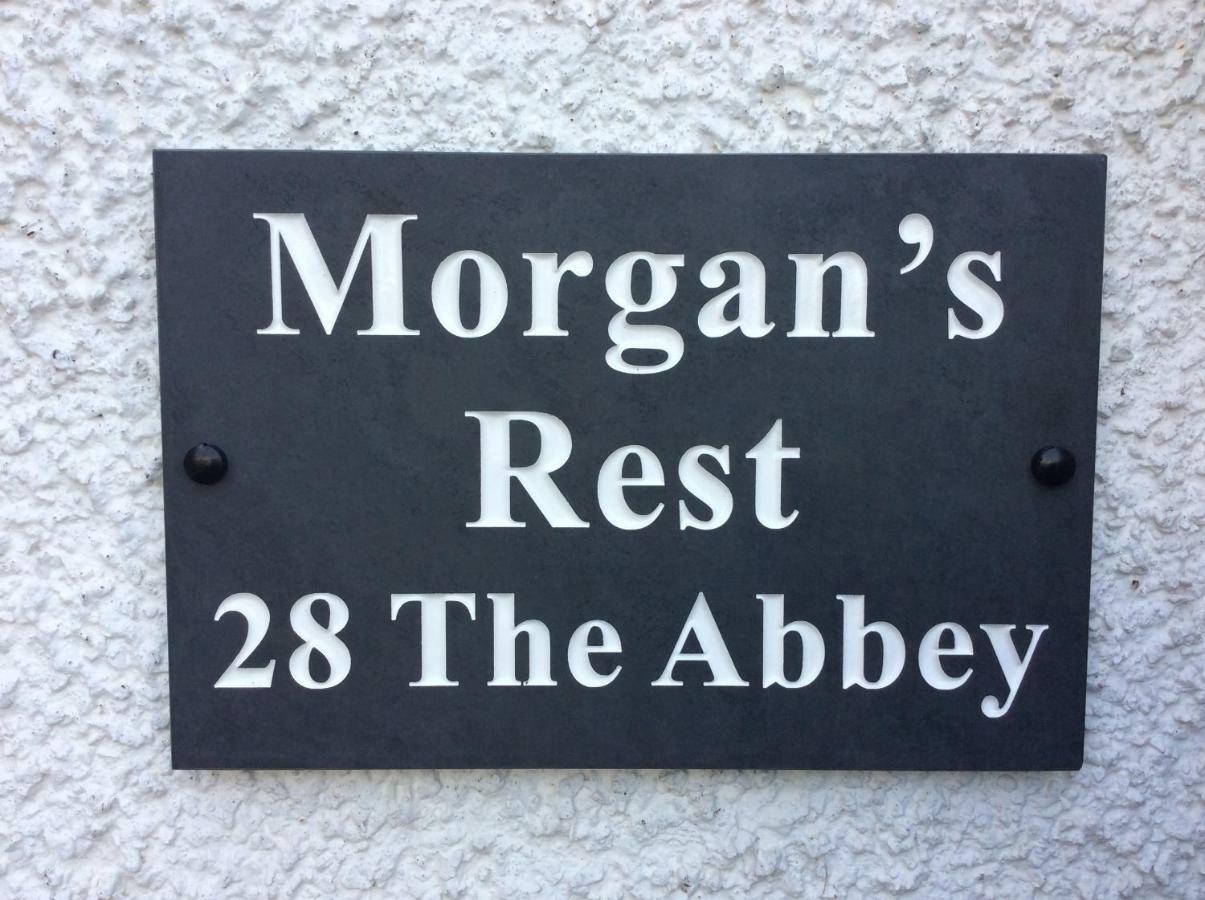 Morgan’s
Rest
28 The Abbey